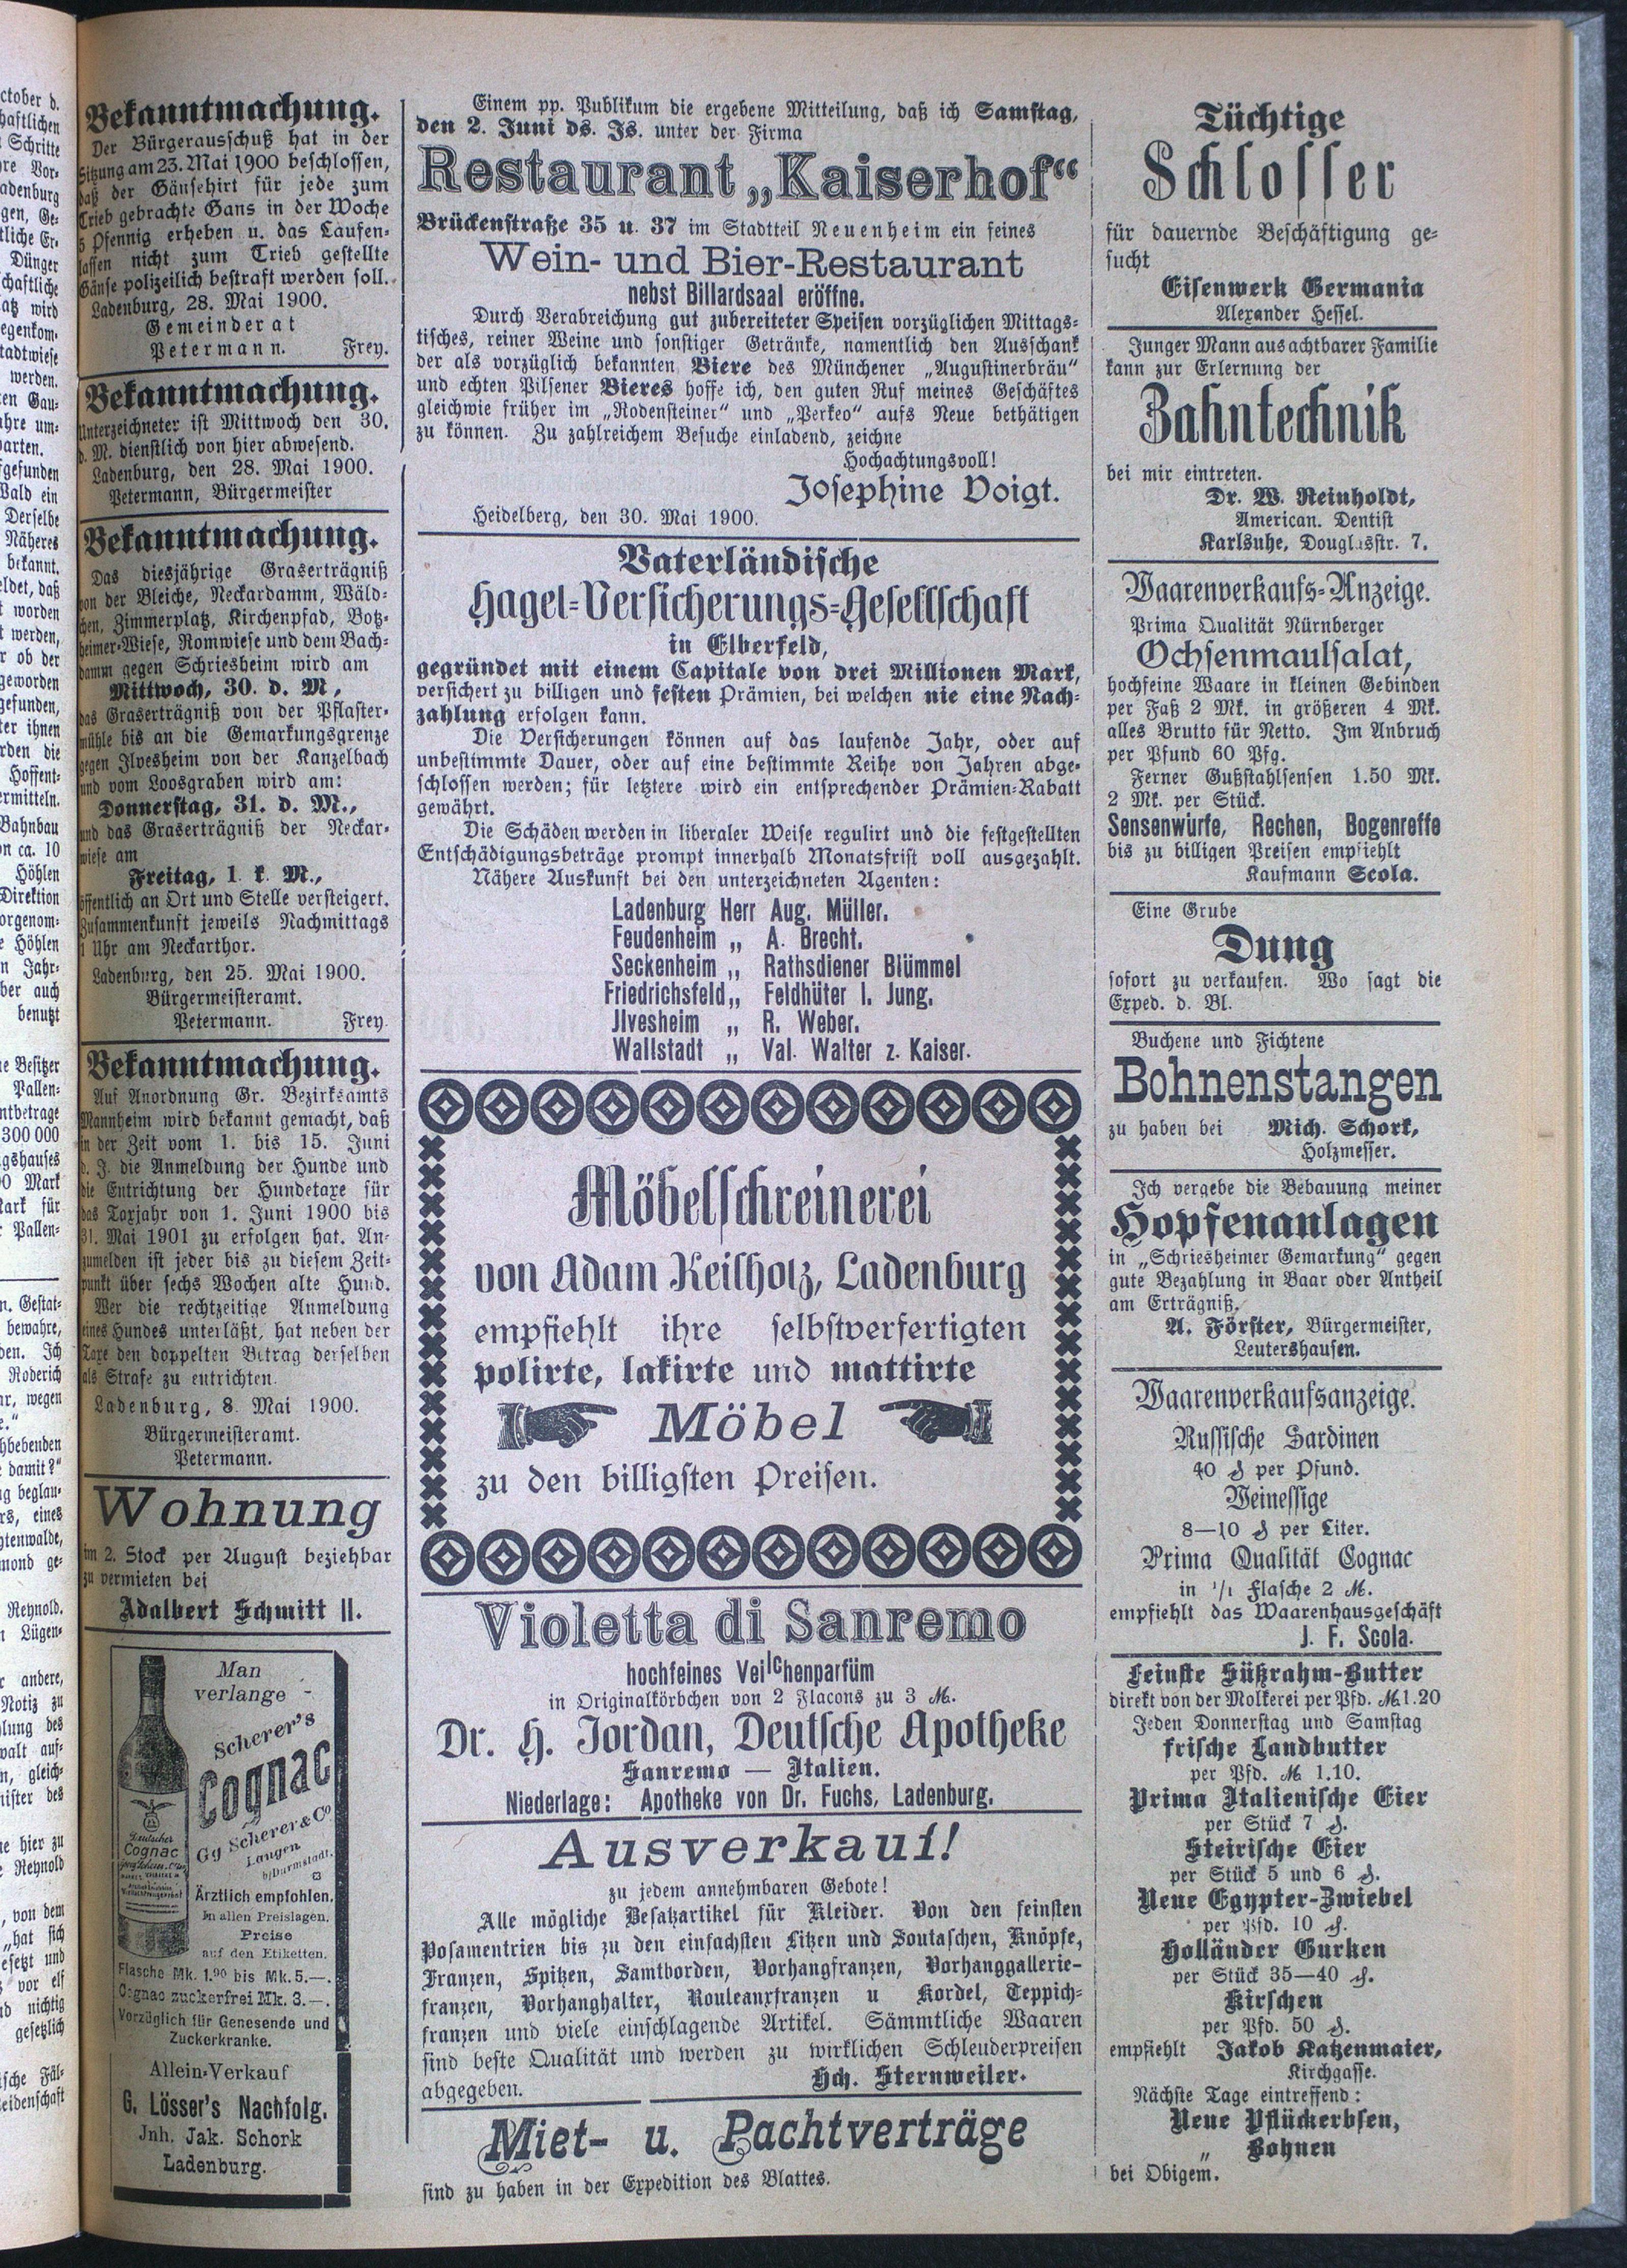 Bekanntmachung.
Der Bürgerausschuß hat in der
Sitzung am 23. Mai 1900 beschlossen,
daß der Gänsehirt für jede zum
Trieb gebrachte Gans in der Woche
5 Pfennig erheben u. das Laufen-
lassen nicht zum Trieb gestellte
Gänse polizeilich bestraft werden soll.
Ladenburg, 28. Mai 1900.
Gemeinderat
Petermann. Frey.
Bekanntmachung.
Unterzeichneter ist Mittwoch den 30.
d. M. dienstlich von hier abwesend.
Ladenburg, den 28. Mai 1900.
Petermann, Bürgermeister
Bekanntmachung.
Das diesjährige Graserträgniß
von der Bleiche, Neckardamm, Wäld-
chen, Zimmerplatz, Kirchenpfad, Botz-
heimer-Wiese, Romwiese und dem Bach-
damm gegen Schriesheim wird am
Mittwoch, 30. d. M,
das Graserträgniß von der Pflaster-
mühle bis an die Gemarkungsgrenze
gegen Ilvesheim von der Kanzelbach
und vom Loosgraben wird am:
Donnerstag, 31. d. M.,
und das Graserträgniß der Neckar-
wiese am
Freitag, 1. k. M.,
öffentlich an Ort und Stelle versteigert.
Zusammenkunft jeweils Nachmittags
1 Uhr am Neckarthor.
Ladenburg, den 25. Mai 1900.
Bürgermeisteramt.
Petermann. Frey.
Bekanntmachung.
Auf Anordnung Gr. Bezirksamts
Mannheim wird bekannt gemacht, daß
in der Zeit vom 1. bis 15. Juni
d. J. die Anmeldung der Hunde und
die Entrichtung der Hundetaxe für
das Taxjahr von 1. Juni 1900 bis
31. Mai 1901 zu erfolgen hat. An-
zumelden ist jeder bis zu diesem Zeit-
punkt über sechs Wochen alte Hund.
Wer die rechtzeitige Anmeldung
eines Hundes unterläßt, hat neben der
Taxe den doppelten Betrag derselben
als Strafe zu entrichten.
Ladenburg, 8. Mai 1900.
Bürgermeisteramt.
Petermann.
Wohnung
im 2. Stock per August beziehbar
zu vermieten bei
Adalbert Schmitt II.
Man
verlange
Scherer's
Cognac
Gg Scherer & Co
Langen
b/Darmstadt.
Deutscher
Cognac
Ärztlich empfohlen.
In allen Preislagen.
Preise
auf den Etiketten.
Flasche Mk. 1.90 bis Mk. 5.—.
Cognac zuckerfrei Mk. 3.—.
Vorzüglich für Genesende und
Zuckerkranke.
Allein-Verkauf
G. Lösser's Nachfolg.
Jnh. Jak. Schork
Ladenburg.
Einem pp. Publikum die ergebene Mitteilung, daß ich Samstag,
den 2. Juni ds. Js. unter der Firma
Restaurant „Kaiserhof“
Brückenstraße 35 u. 37 im Stadtteil Neuenheim ein feines
Wein- und Bier-Restaurant
nebst Billardsaal eröffne.
Durch Verabreichung gut zubereiteter Speisen vorzüglichen Mittags-
tisches, reiner Weine und sonstiger Getränke, namentlich den Ausschank
der als vorzüglich bekannten Biere des Münchener „Augustinerbräu“
und echten Pilsener Bieres hoffe ich, den guten Ruf meines Geschäftes
gleichwie früher im „Rodensteiner“ und „Perkeo“ aufs Neue bethätigen
zu können. Zu zahlreichem Besuche einladend, zeichne
Hochachtungsvoll!
Josephine Voigt.
Heidelberg, den 30. Mai 1900.
Vaterländische
Hagel-Versicherungs-Gesellschaft
in Elberfeld,
gegründet mit einem Capitale von drei Millionen Mark,
versichert zu billigen und festen Prämien, bei welchen nie eine Nach-
zahlung erfolgen kann.
Die Versicherungen können auf das laufende Jahr, oder auf
unbestimmte Dauer, oder auf eine bestimmte Reihe von Jahren abge-
schlossen werden; für letztere wird ein entsprechender Prämien-Rabatt
gewährt.
Die Schäden werden in liberaler Weise regulirt und die festgestellten
Entschädigungsbeträge prompt innerhalb Monatsfrist voll ausgezahlt.
Nähere Auskunft bei den unterzeichneten Agenten:
Ladenburg Herr Aug. Müller.
Feudenheim „ A. Brecht.
Seckenheim „ Rathsdiener Blümmel
Friedrichsfeld „ Feldhüter I. Jung.
Jlvesheim „ R. Weber.
Wallstadt „ Val. Walter z. Kaiser.
Möbelschreinerei
von Adam Keilholz, Ladenburg
empfiehlt ihre selbstverfertigten
polirte, lakirte und mattirte
Möbel
zu den billigsten Preisen.
Violetta di Sanremo
hochfeines Veilchenparfüm
in Originalkörbchen von 2 Flacons zu 3 M.
Dr. H. Jordan, Deutsche Apotheke
Sanremo — Italien.
Niederlage: Apotheke von Dr. Fuchs, Ladenburg.
Ausverkauf!
zu jedem annehmbaren Gebote!
Alle mögliche Besatzartikel für Kleider. Von den feinsten
Posamentrien bis zu den einfachsten Litzen und Soutaschen, Knöpfe,
Franzen, Spitzen, Samtborden, Vorhangfranzen, Vorhanggallerie-
franzen, Vorhanghalter, Rouleauxfranzen u Kordel, Teppich-
franzen und viele einschlagende Artikel. Sämmtliche Waaren
sind beste Qualität und werden zu wirklichen Schleuderpreisen
abgegeben. Hch. Sternweiler.
Miet- u. Pachtverträge
sind zu haben in der Expedition des Blattes.
Tüchtige
Schlosser
für dauernde Beschäftigung ge-
sucht
Eisenwerk Germania
Alexander Hessel.
Junger Mann aus achtbarer Familie
kann zur Erlernung der
Zahntechnik
bei mir eintreten.
Dr. W. Reinholdt,
American. Dentist
Karlsuhe, Douglasstr. 7.
Waarenverkaufs-Anzeige.
Prima Qualität Nürnberger
Ochsenmaulsalat,
hochfeine Waare in kleinen Gebinden
per Faß 2 Mk. in größeren 4 Mk.
alles Brutto für Netto. Im Anbruch
per Pfund 60 Pfg.
Ferner Gußstahlsensen 1.50 Mk.
2 Mk. per Stück.
Sensenwürfe, Rechen, Bogenreffe
bis zu billigen Preisen empfiehlt
Kaufmann Scola.
Eine Grube
Dung
sofort zu verkaufen. Wo sagt die
Exped. d. Bl.
Buchene und Fichtene
Bohnenstangen
zu haben bei Mich. Schork,
Holzmesser.
Ich vergebe die Bebauung meiner
Hopfenanlagen
in „Schriesheimer Gemarkung“ gegen
gute Bezahlung in Baar oder Antheil
am Erträgniß.
A. Förster, Bürgermeister,
Leutershausen.
Waarenverkaufsanzeige.
Russische Sardinen
40 ₰ per Pfund.
Weinessige
8—10 ₰ per Liter.
Prima Qualität Cognac
in 1/1 Flasche 2 M.
empfiehlt das Waarenhausgeschäft
J. F. Scola.
Feinste Süßrahm-Butter
direkt von der Molkerei per Pfd. M 1.20
Jeden Donnerstag und Samstag
frische Landbutter
per Pfd. M 1.10.
Prima Italienische Eier
per Stück 7 ₰.
Steirische Eier
per Stück 5 und 6 ₰.
Neue Egypter-Zwiebel
per Pfd. 10 ₰.
Holländer Gurken
per Stück 35—40 ₰.
Kirschen
per Pfd. 50 ₰.
empfiehlt Jakob Katzenmaier,
Kirchgasse.
Nächste Tage eintreffend:
Neue Pflückerbsen,
„ Bohnen
bei Obigem.